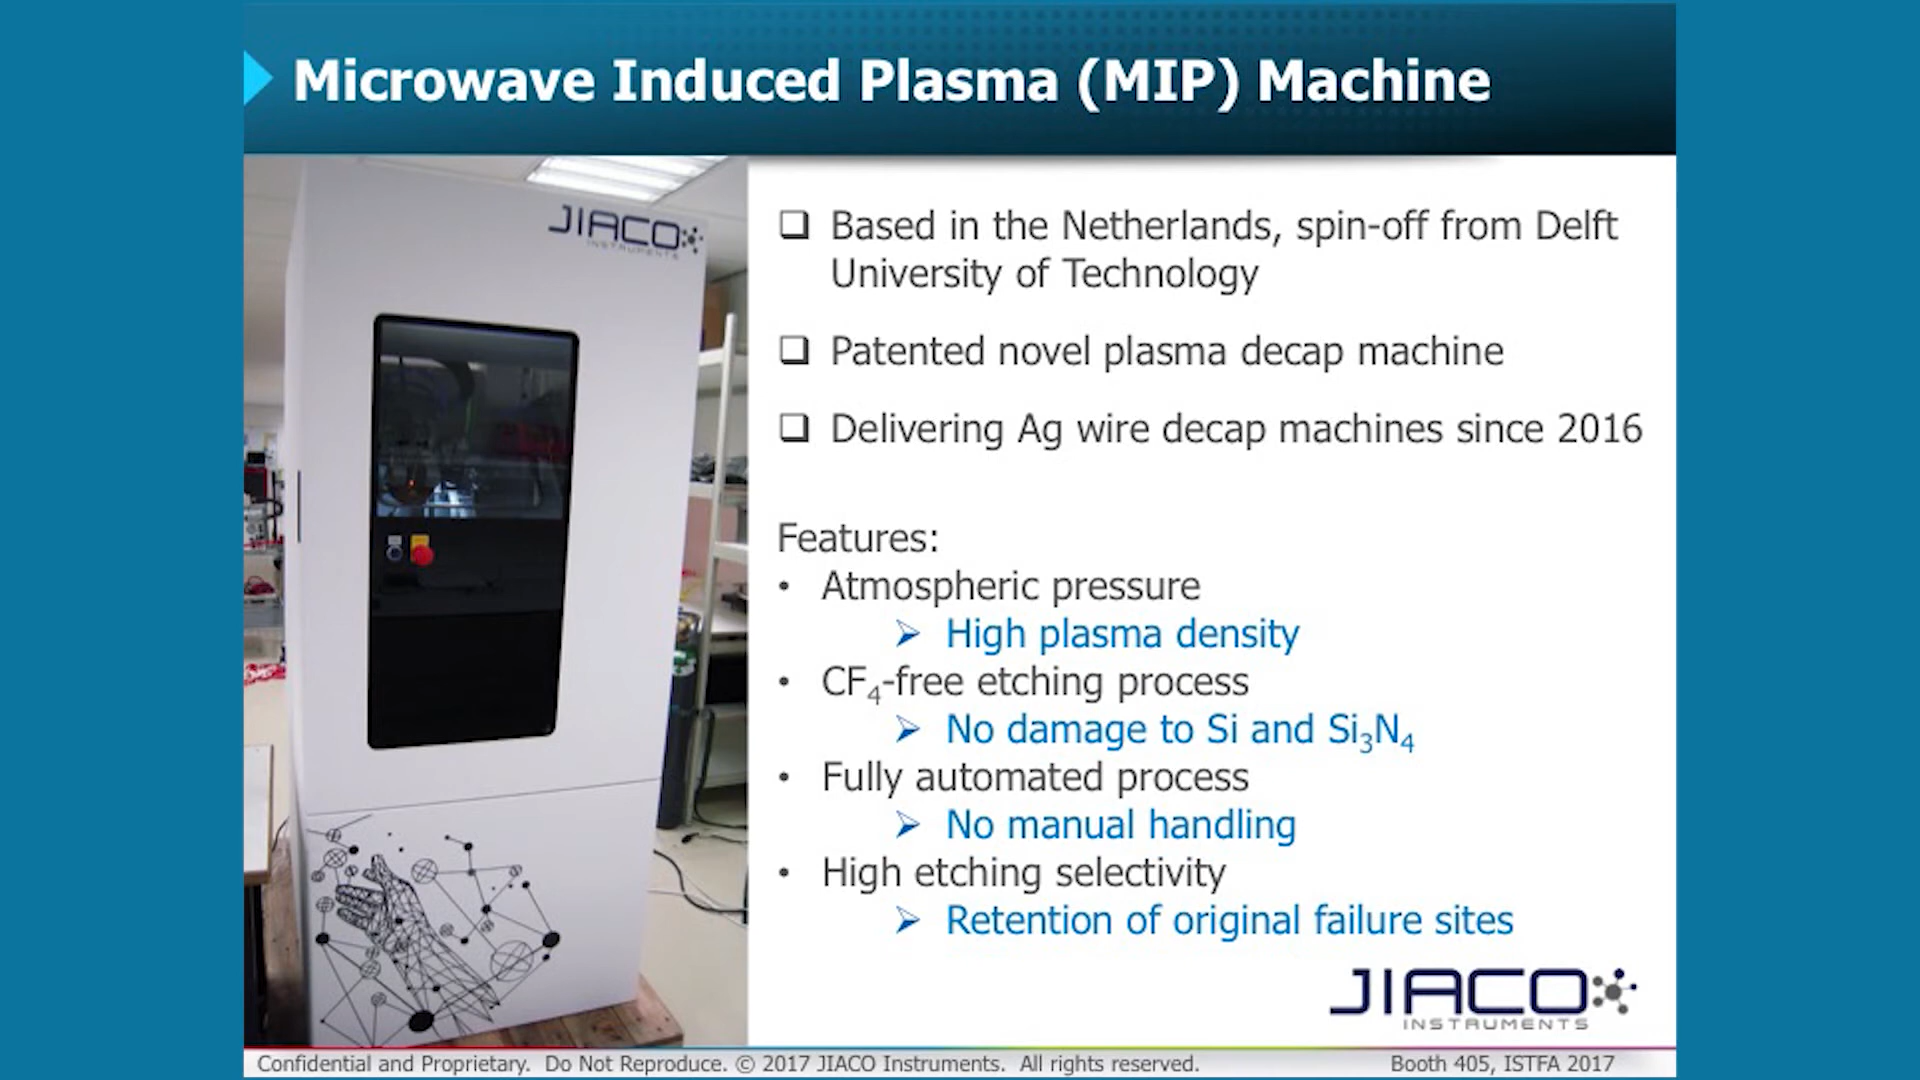 Microwave Induced Plasma (MIP) Machine
JIACO
INSTRUMENTS
❑ Based in the Netherlands, spin-off from Delft
University of Technology
❑ Patented novel plasma decap machine
❑ Delivering Ag wire decap machines since 2016
Features:
• Atmospheric pressure
➢ High plasma density
• CF₄-free etching process
➢ No damage to Si and Si₃N₄
• Fully automated process
➢ No manual handling
• High etching selectivity
➢ Retention of original failure sites
JIACO
INSTRUMENTS
Confidential and Proprietary. Do Not Reproduce. © 2017 JIACO Instruments. All rights reserved.
Booth 405, ISTFA 2017